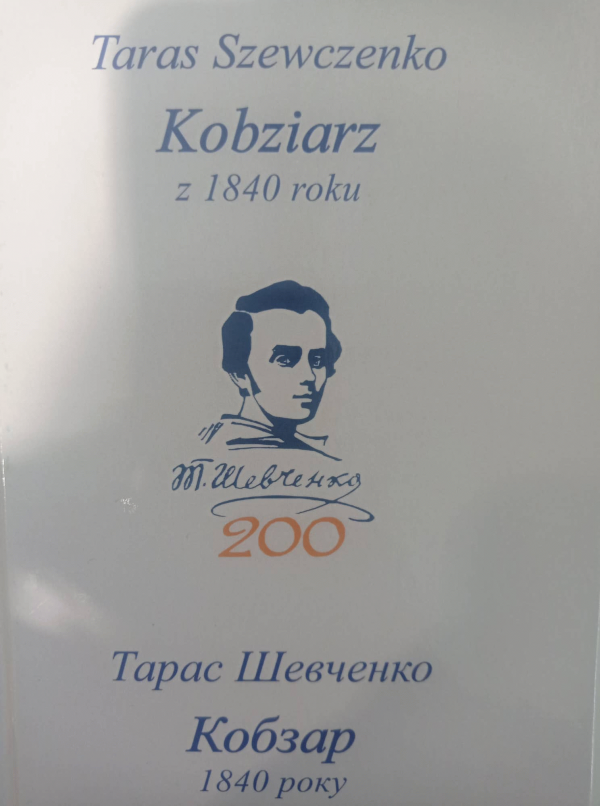 Taras Szewczenko
Kobziarz
z 1840 roku
Т. Шевченко
200
Тарас Шевченко
Кобзар
1840 року